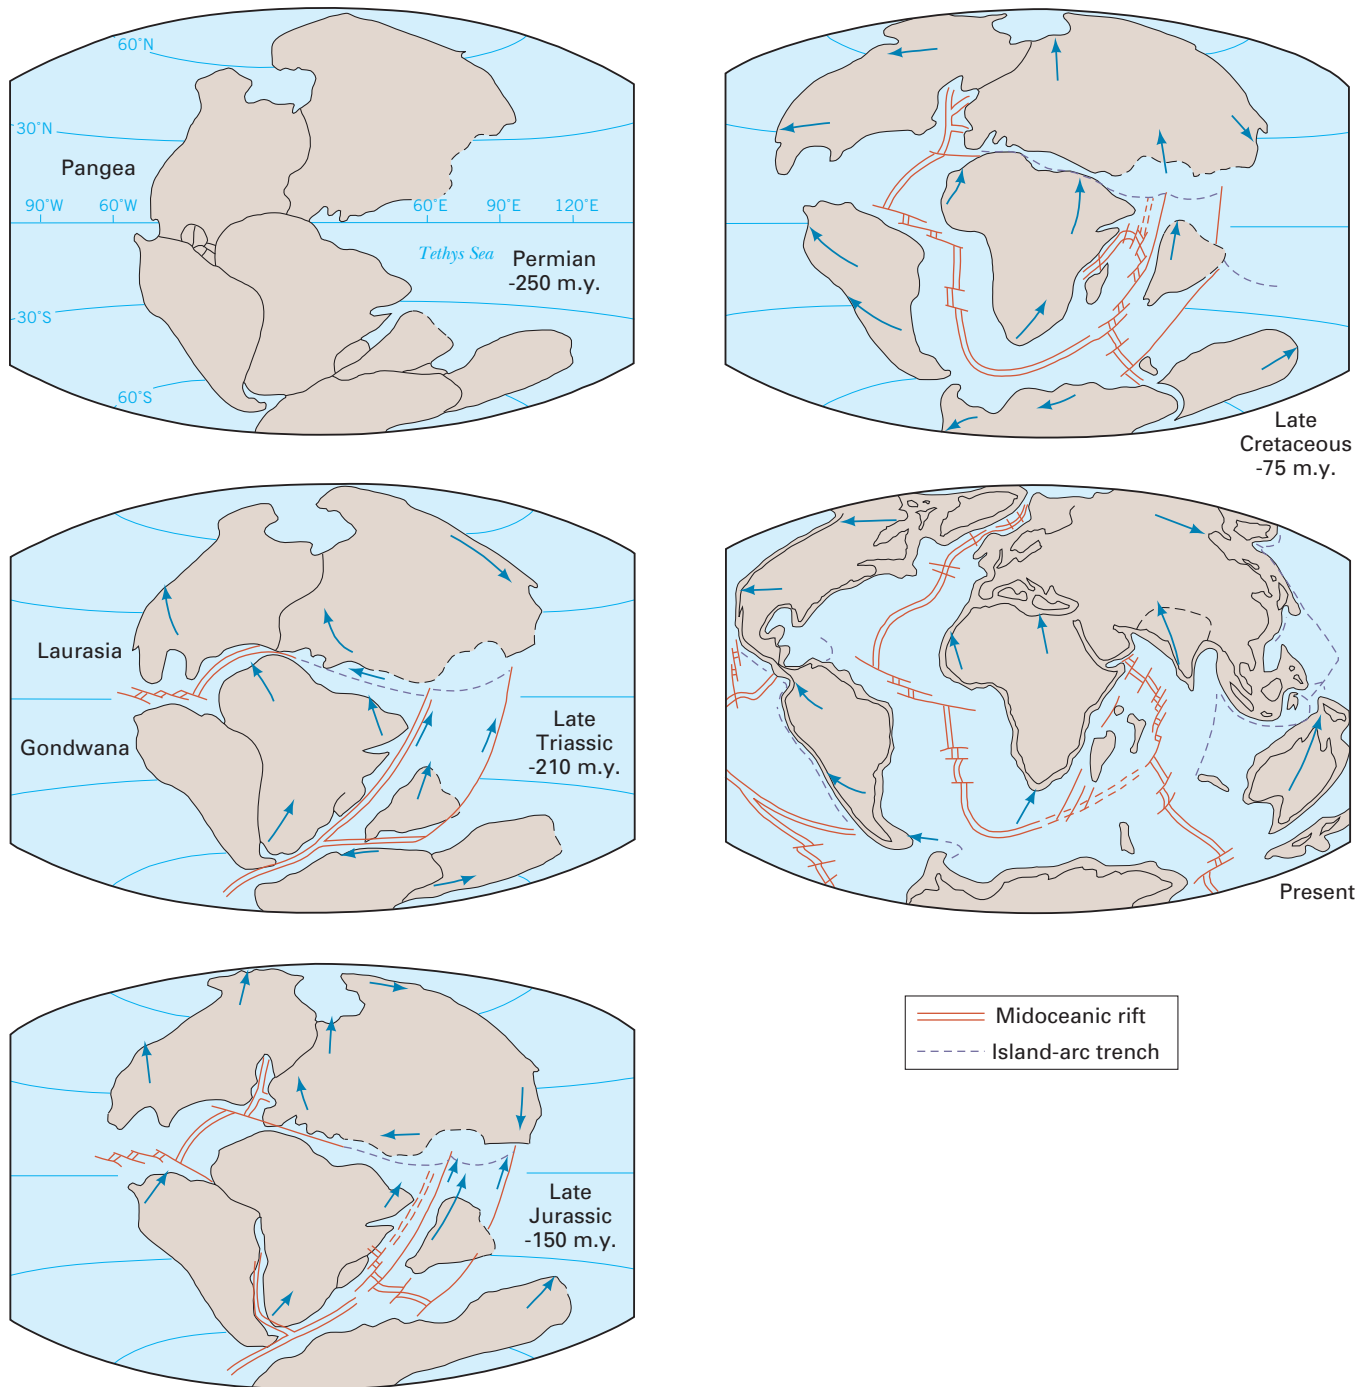 60°N
30°N
Pangea
90°W
60°W
60°E
90°E
120°E
Tethys Sea
Permian
-250 m.y.
30°S
60°S
Late
Cretaceous
-75 m.y.
Laurasia
Gondwana
Late
Triassic
-210 m.y.
Present
Late
Jurassic
-150 m.y.
Midoceanic rift
Island-arc trench